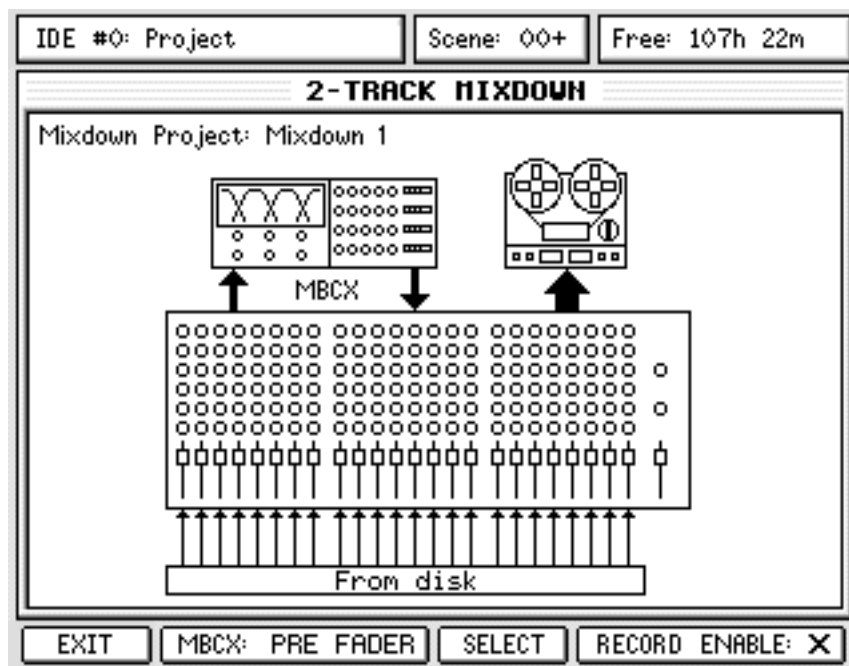 IDE #0: Project
Scene: 00+
Free: 107h 22m
2-TRACK MIXDOWN
Mixdown Project: Mixdown 1
MBCX
From disk
EXIT
MBCX: PRE FADER
SELECT
RECORD ENABLE: X